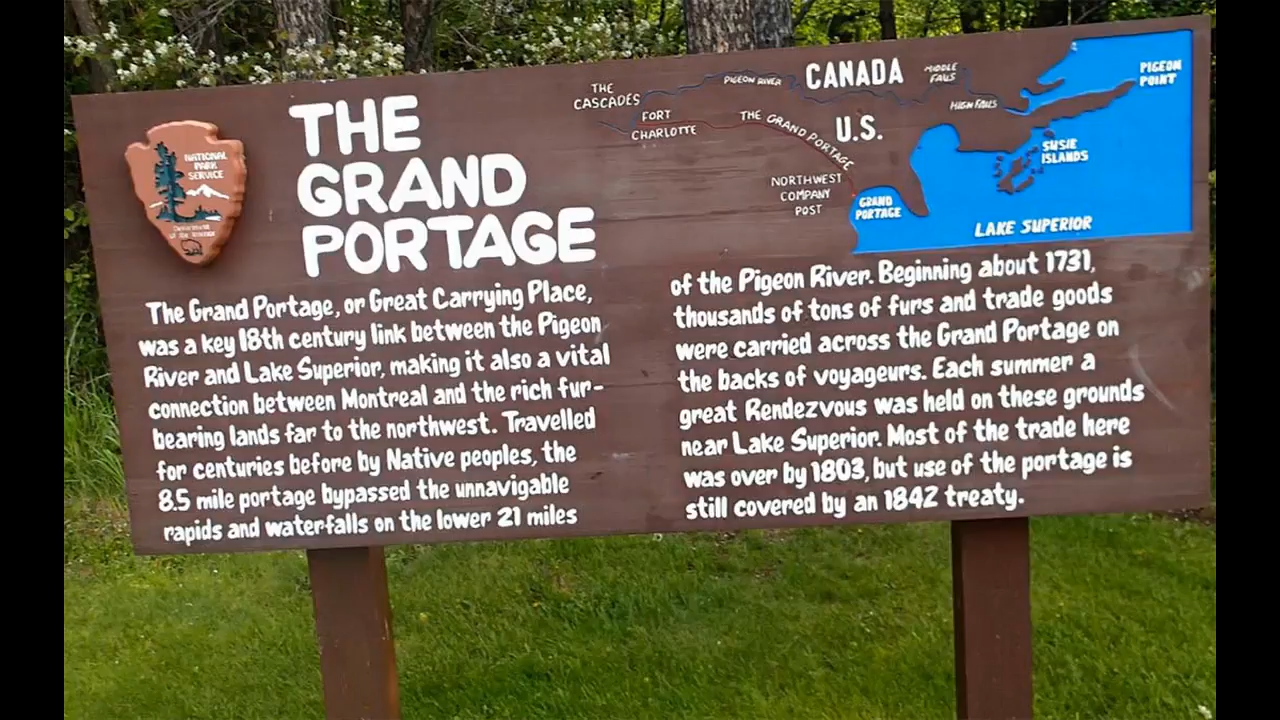 THE
GRAND
PORTAGE
NATIONAL
PARK
SERVICE
The Grand Portage, or Great Carrying Place,
was a key 18th century link between the Pigeon
River and Lake Superior, making it also a vital
connection between Montreal and the rich fur-
bearing lands far to the northwest. Travelled
for centuries before by Native peoples, the
8.5 mile portage bypassed the unnavigable
rapids and waterfalls on the lower 21 miles
THE
CASCADES
PIGEON RIVER
CANADA
MIDDLE
FALLS
HIGH FALLS
PIGEON
POINT
FORT
CHARLOTTE
THE GRAND PORTAGE
U.S.
SUSIE
ISLANDS
NORTHWEST
COMPANY
POST
GRAND
PORTAGE
LAKE SUPERIOR
of the Pigeon River. Beginning about 1731,
thousands of tons of furs and trade goods
were carried across the Grand Portage on
the backs of voyageurs. Each summer a
great Rendezvous was held on these grounds
near Lake Superior. Most of the trade here
was over by 1803, but use of the portage is
still covered by an 1842 treaty.